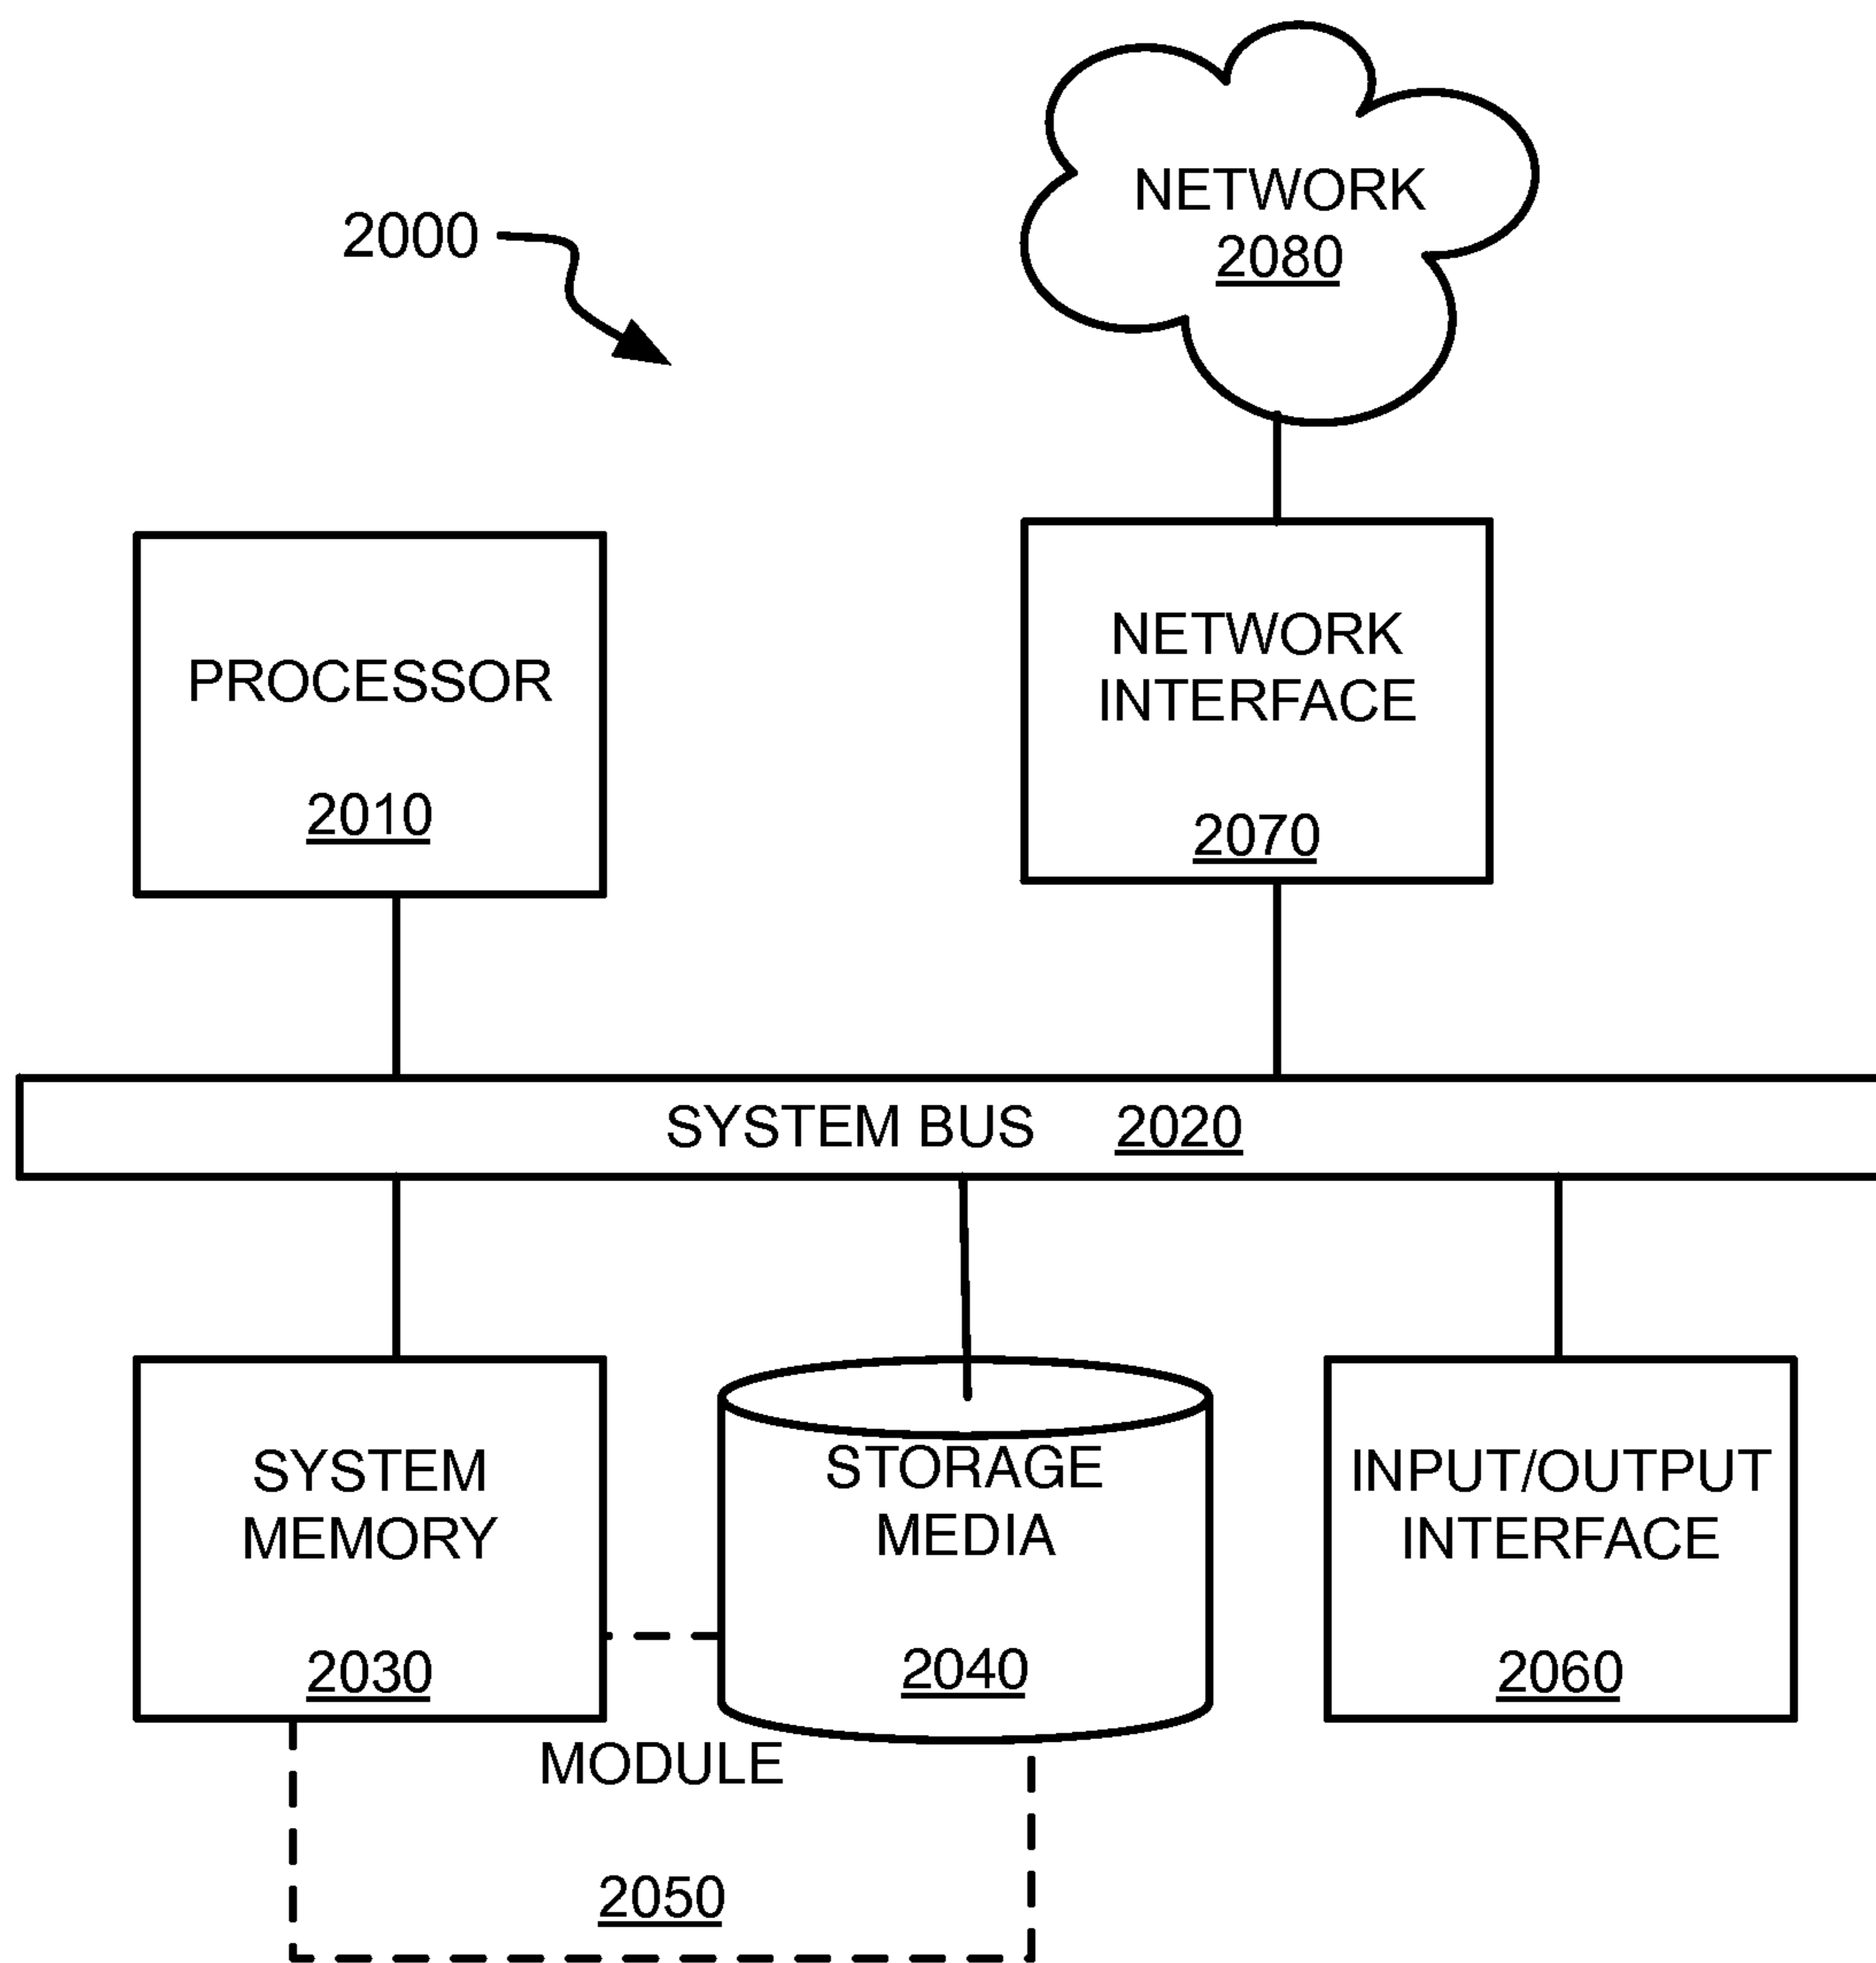 NETWORK
2080
2000
PROCESSOR
2010
NETWORK
INTERFACE
2070
SYSTEM BUS 2020
SYSTEM
MEMORY
2030
STORAGE
MEDIA
2040
INPUT/OUTPUT
INTERFACE
2060
MODULE
2050